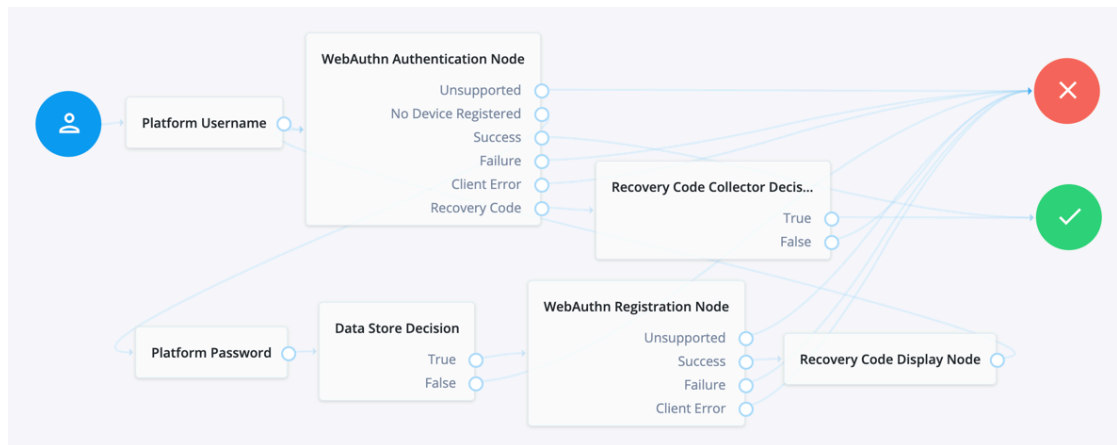 WebAuthn Authentication Node
Unsupported
No Device Registered
Success
Failure
Client Error
Recovery Code
Platform Username
Recovery Code Collector Decis...
True
False
WebAuthn Registration Node
Unsupported
Success
Failure
Client Error
Data Store Decision
True
False
Platform Password
Recovery Code Display Node